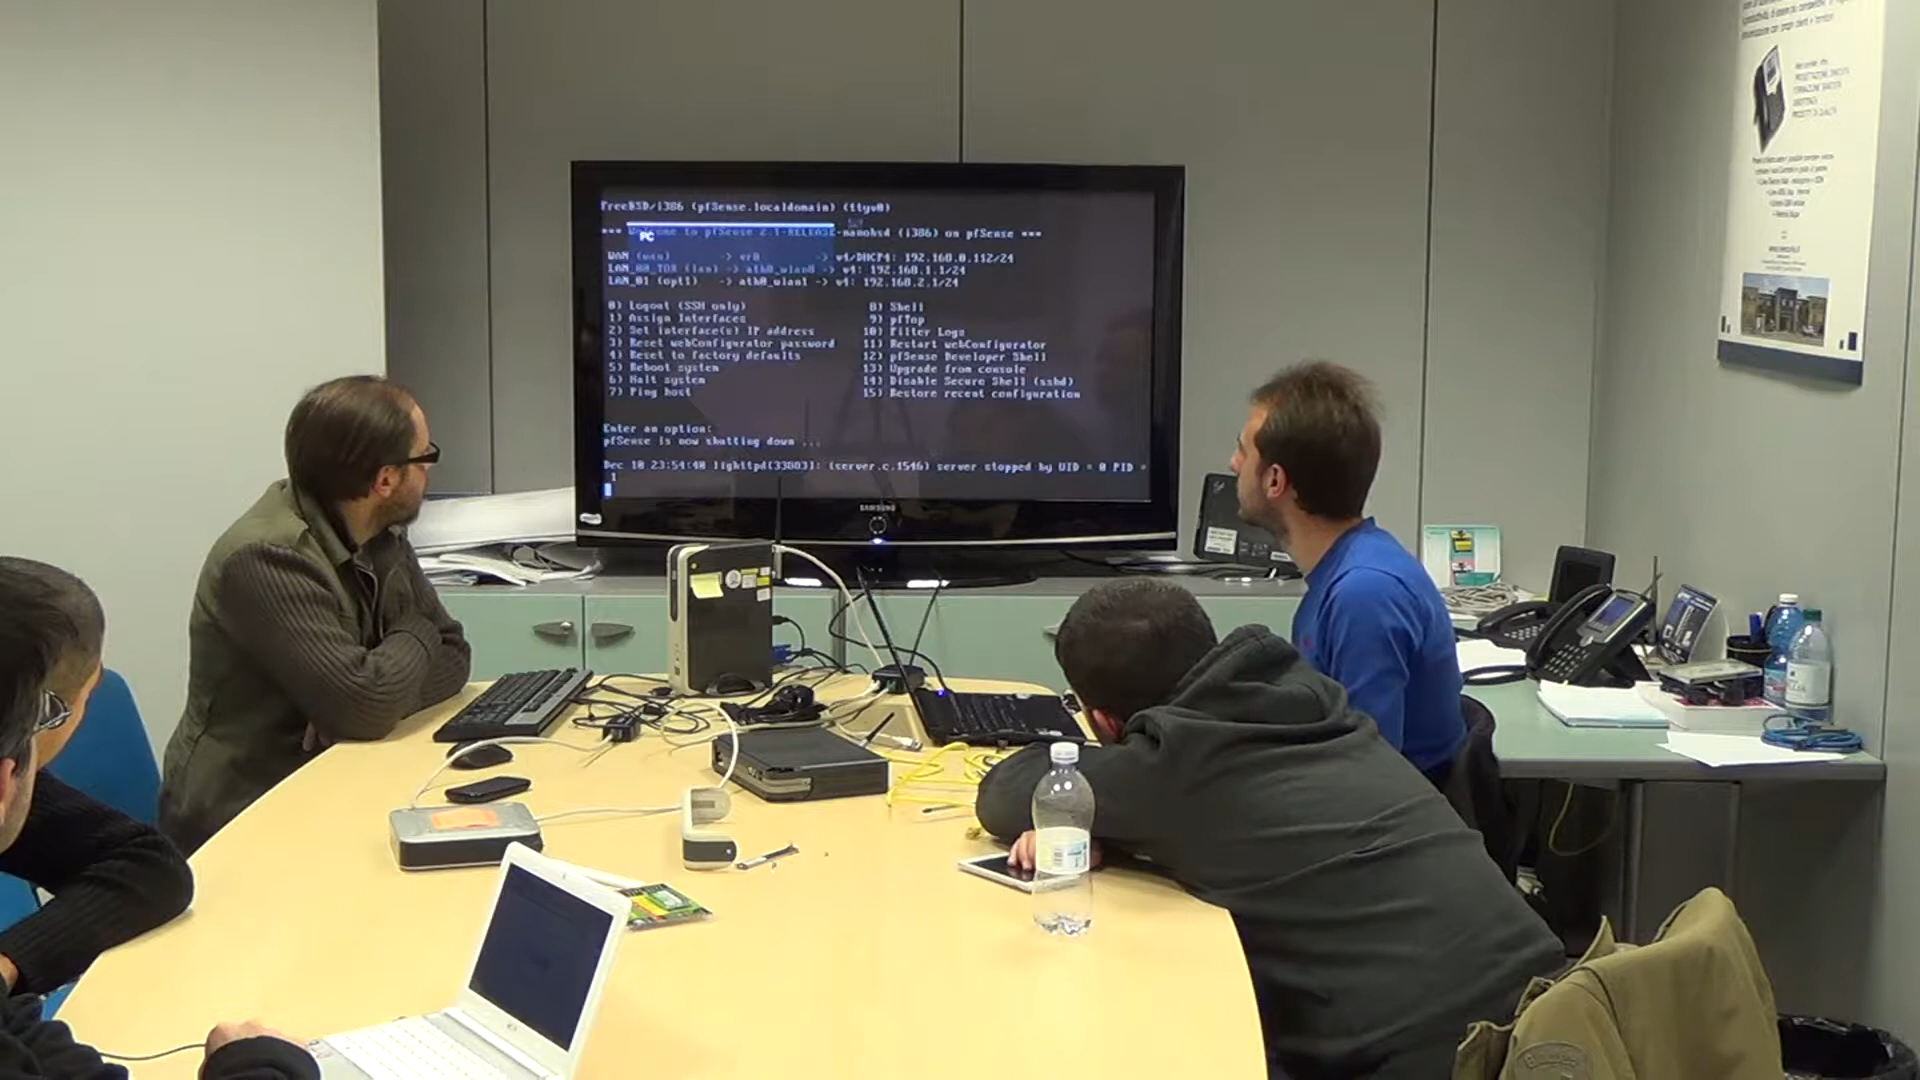 FreeBSD/i386 (pfSense.localdomain) (ttyv0)
PC
*** Welcome to pfSense 2.1-RELEASE-nanobsd (i386) on pfSense ***
WAN (wan) -> vr0 -> v4/DHCP4: 192.168.0.112/24
LAN_00_TOR (lan) -> ath0_wlan0 -> v4: 192.168.1.1/24
LAN_01 (opt1) -> ath0_wlan1 -> v4: 192.168.2.1/24
0) Logout (SSH only) 8) Shell
1) Assign Interfaces 9) pfTop
2) Set interface(s) IP address 10) Filter Logs
3) Reset webConfigurator password 11) Restart webConfigurator
4) Reset to factory defaults 12) pfSense Developer Shell
5) Reboot system 13) Upgrade from console
6) Halt system 14) Disable Secure Shell (sshd)
7) Ping host 15) Restore recent configuration
Enter an option:
pfSense is now shutting down ...
Dec 10 23:54:40 lighttpd[33803]: (server.c.1546) server stopped by UID = 0 PID =
1
SAMSUNG